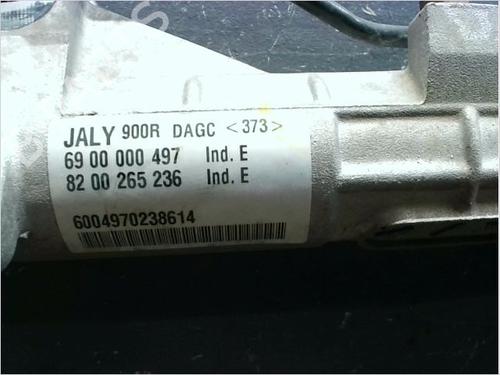 JALY 900R DAGC <373>
69 00 000 497 Ind. E
82 00 265 236 Ind. E
6004970238614